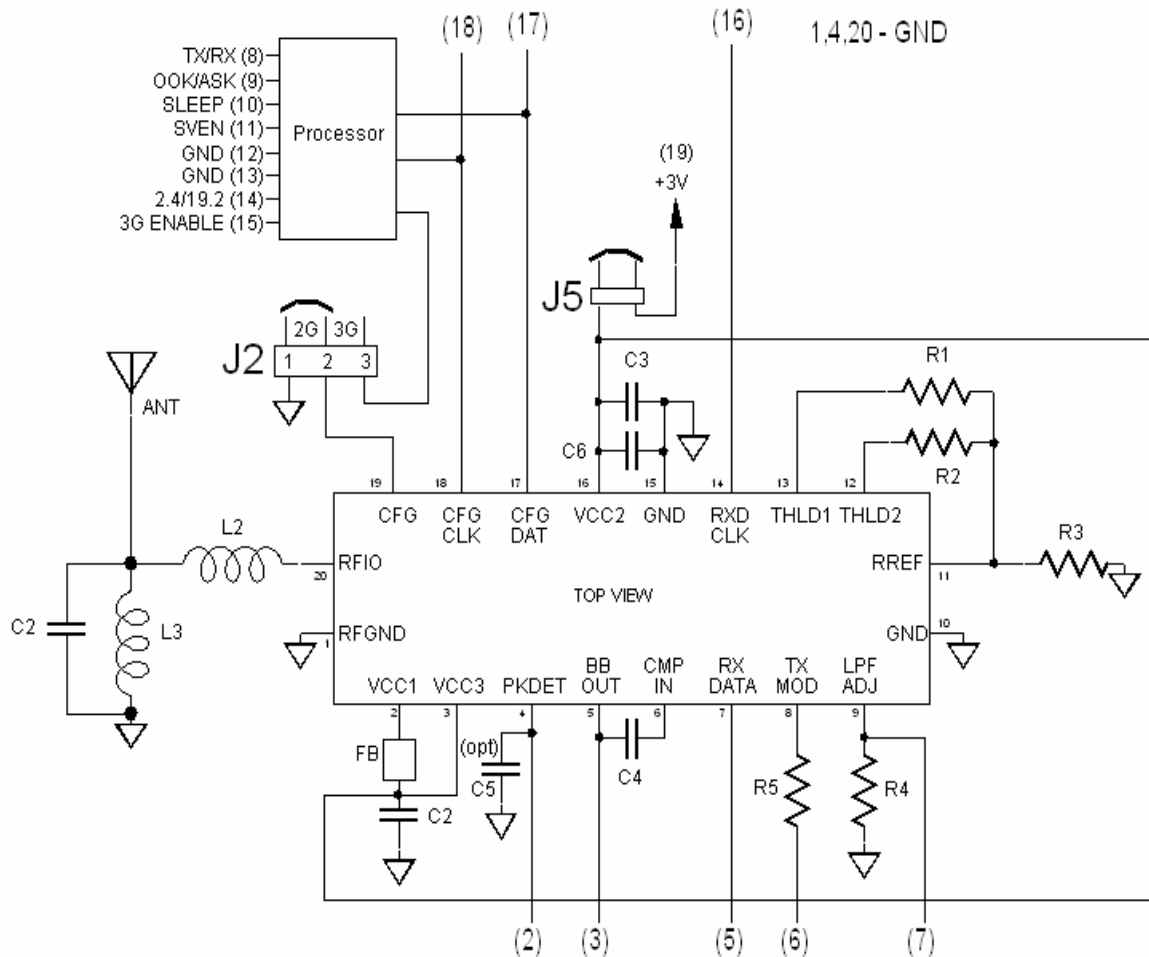 (18)
(17)
(16)
1,4,20 - GND
TX/RX (8)
OOK/ASK (9)
SLEEP (10)
SVEN (11)
GND (12)
GND (13)
2.4/19.2 (14)
3G ENABLE (15)
Processor
(19)
+3V
J5
J2
2G
3G
1
2
3
ANT
C3
C6
R1
R2
R3
19
18
17
16
15
14
13
12
CFG
CFG
CLK
CFG
DAT
VCC2
GND
RXD
CLK
THLD1
THLD2
L2
RFIO
20
RREF
11
TOP VIEW
C2
L3
RFGND
1
GND
10
VCC1
VCC3
PKDET
BB
OUT
CMP
IN
RX
DATA
TX
MOD
LPF
ADJ
2
3
4
5
6
7
8
9
FB
(opt)
C5
C4
R5
R4
C2
(2)
(3)
(5)
(6)
(7)